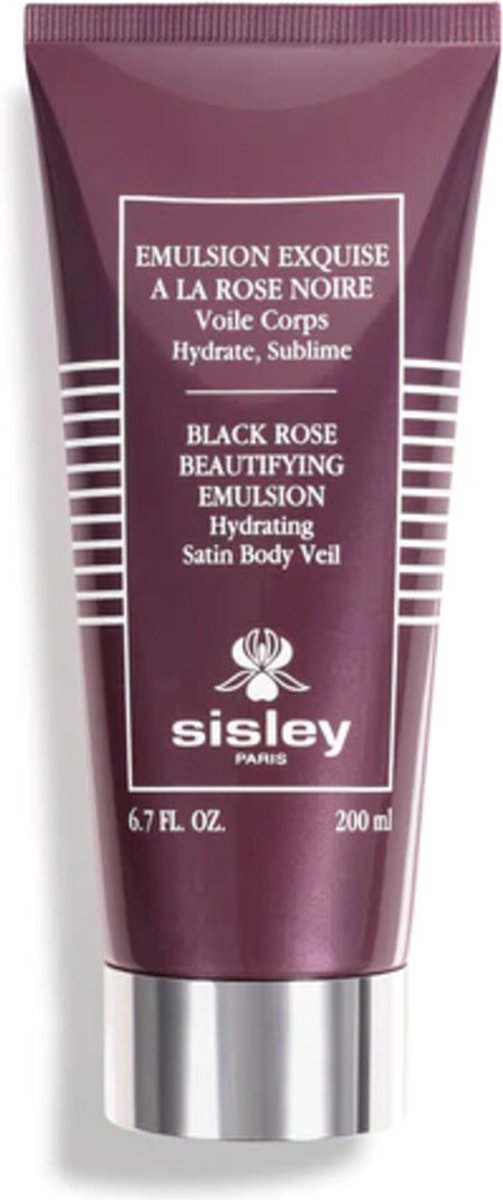 EMULSION EXQUISE
A LA ROSE NOIRE
Voile Corps
Hydrate, Sublime
BLACK ROSE
BEAUTIFYING
EMULSION
Hydrating
Satin Body Veil
sisley
PARIS
6.7 FL. OZ. 200 ml